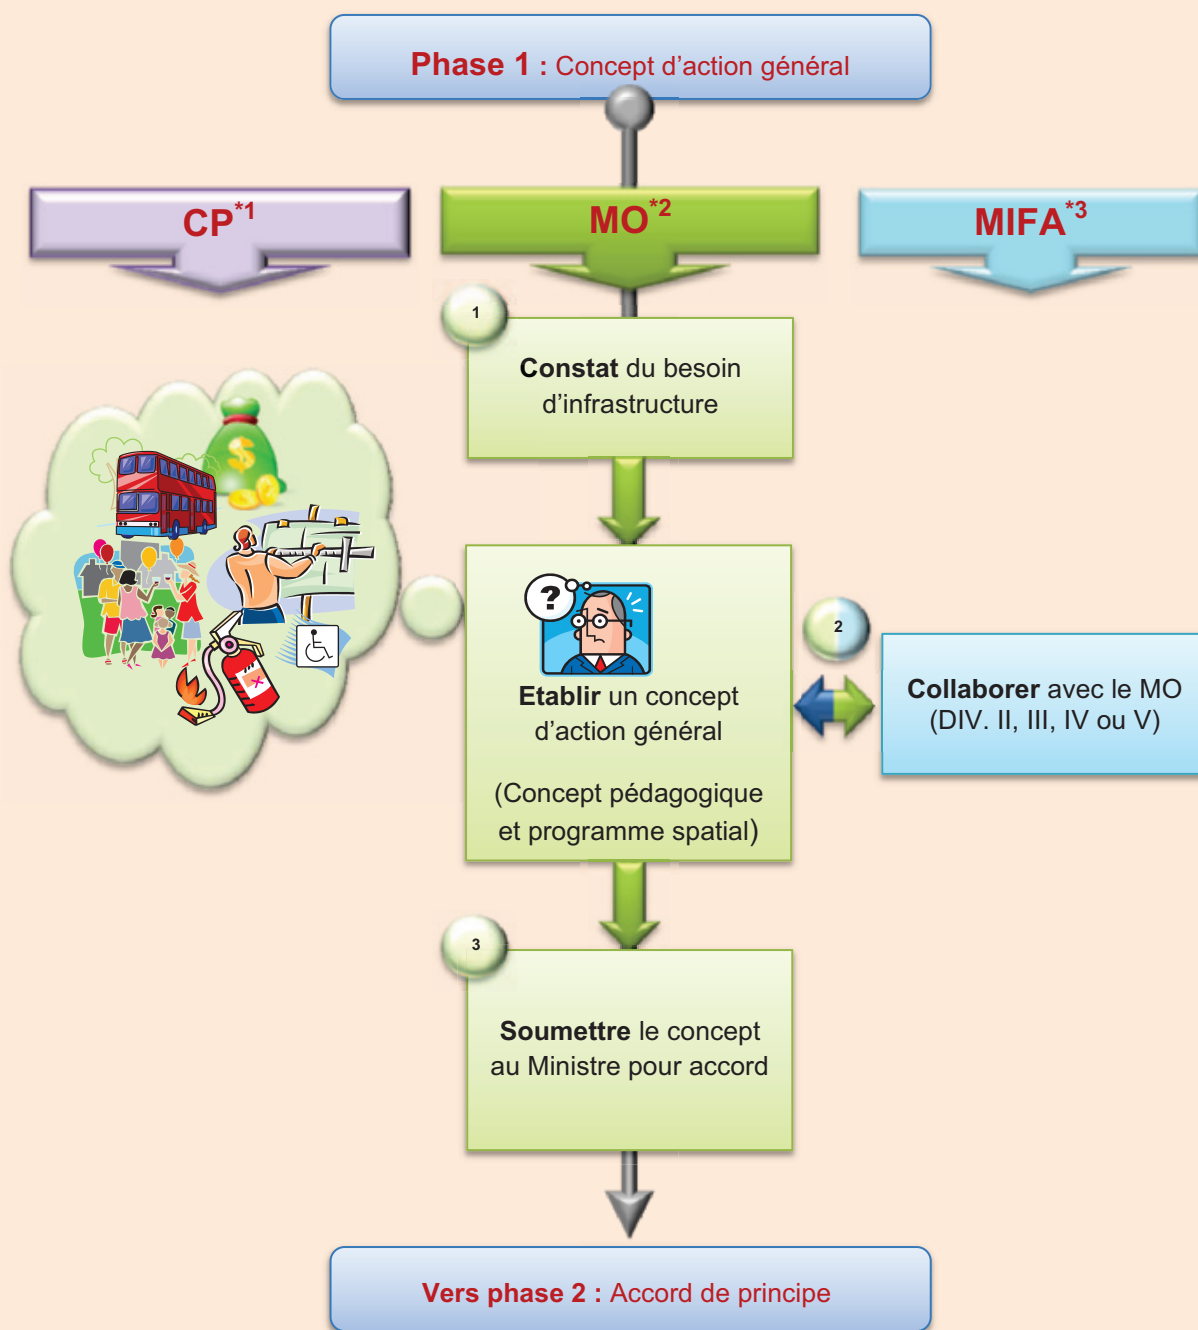 Phase 1 : Concept d'action général
CP*1
MO*2
MIFA*3
1
Constat du besoin
d'infrastructure
$
?
Etablir un concept
d'action général
(Concept pédagogique
et programme spatial)
2
Collaborer avec le MO
(DIV. II, III, IV ou V)
3
Soumettre le concept
au Ministre pour accord
Vers phase 2 : Accord de principe